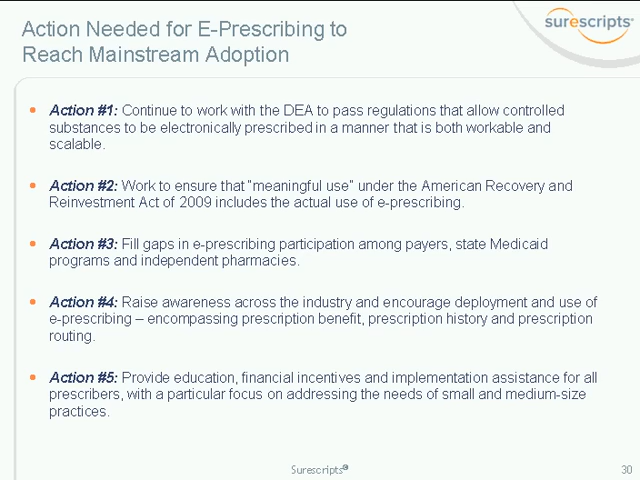 Action Needed for E-Prescribing to
Reach Mainstream Adoption
surescripts
Action #1: Continue to work with the DEA to pass regulations that allow controlled
substances to be electronically prescribed in a manner that is both workable and
scalable.
Action #2: Work to ensure that "meaningful use" under the American Recovery and
Reinvestment Act of 2009 includes the actual use of e-prescribing.
Action #3: Fill gaps in e-prescribing participation among payers, state Medicaid
programs and independent pharmacies.
Action #4: Raise awareness across the industry and encourage deployment and use of
e-prescribing – encompassing prescription benefit, prescription history and prescription
routing.
Action #5: Provide education, financial incentives and implementation assistance for all
prescribers, with a particular focus on addressing the needs of small and medium-size
practices.
Surescripts®
30